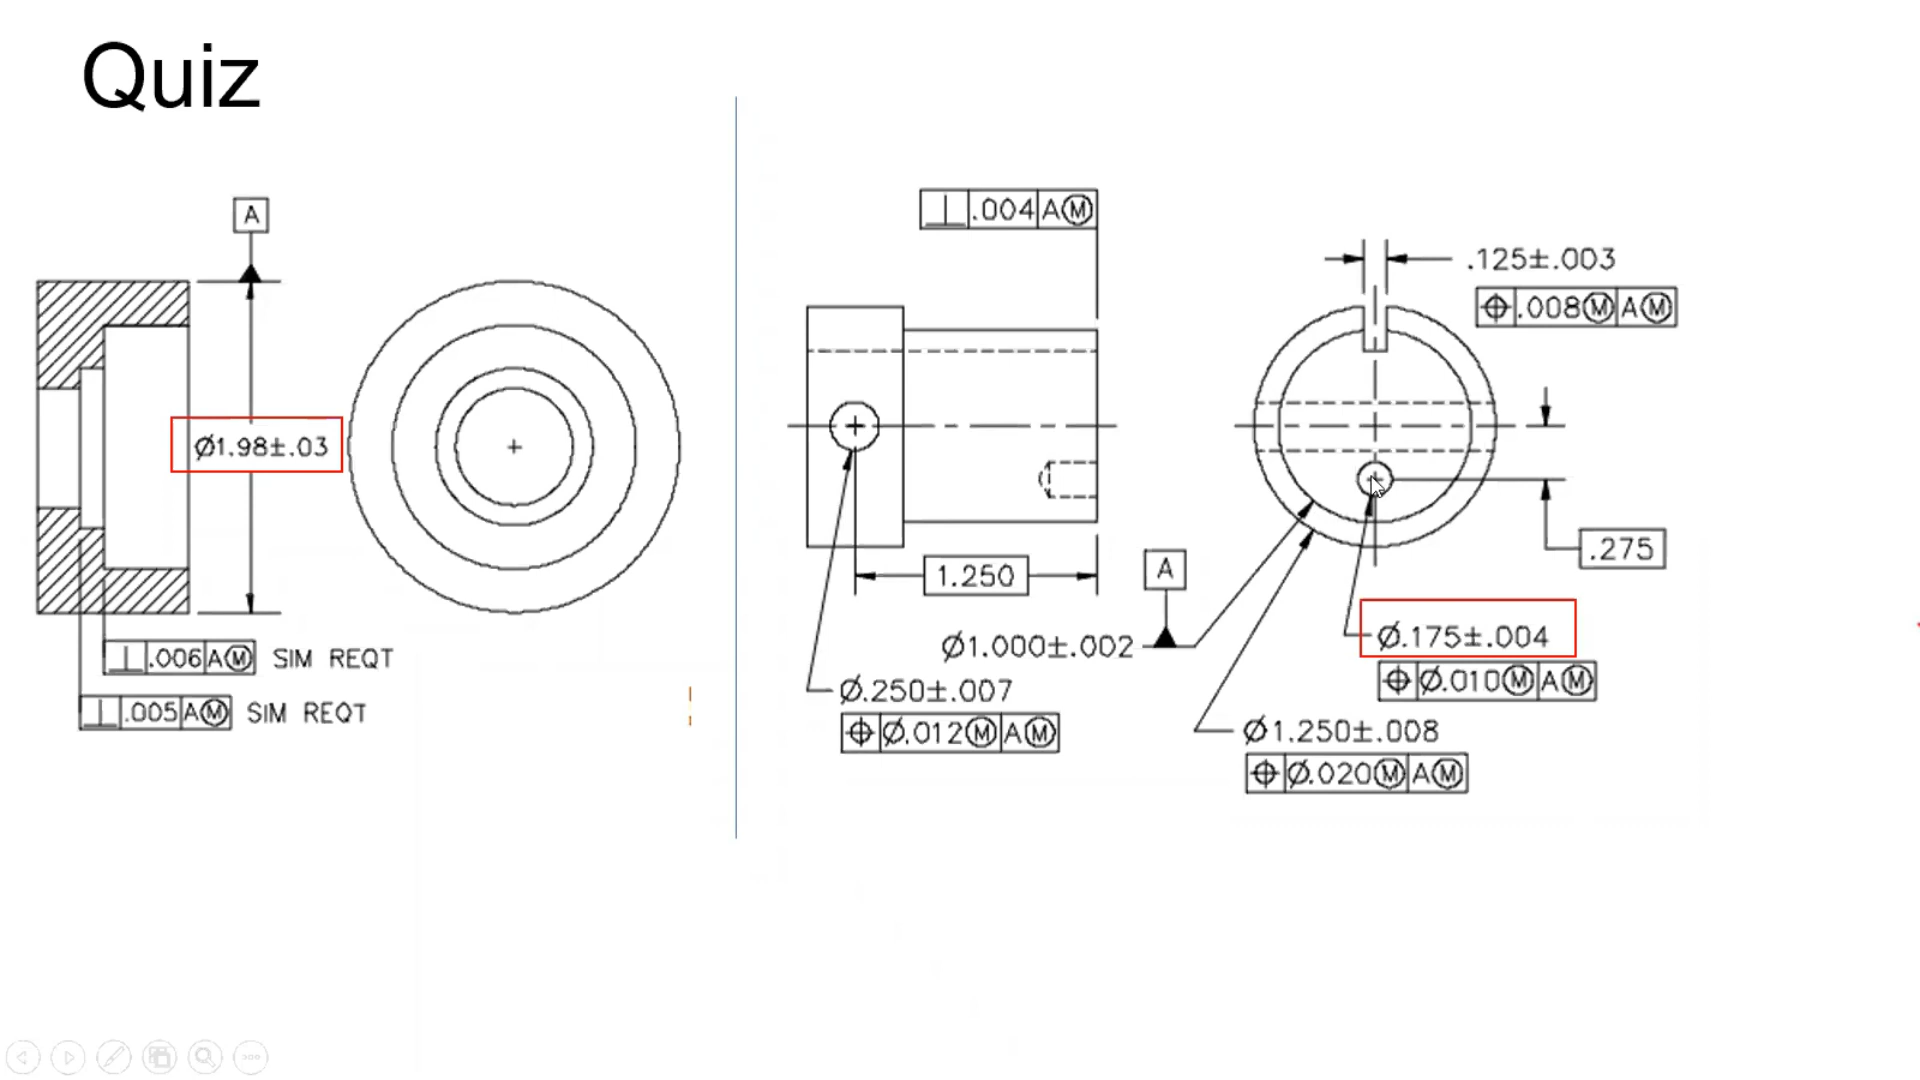 Quiz
A
Ø1.98±.03
⟂ .006 A Ⓜ SIM REQT
⟂ .005 A Ⓜ SIM REQT
⟂ .004 A Ⓜ
1.250
A
Ø1.000±.002
Ø.250±.007
⌖ Ø.012 Ⓜ A Ⓜ
.125±.003
⌖ .008 Ⓜ A Ⓜ
.275
Ø.175±.004
⌖ Ø.010 Ⓜ A Ⓜ
Ø1.250±.008
⌖ Ø.020 Ⓜ A Ⓜ